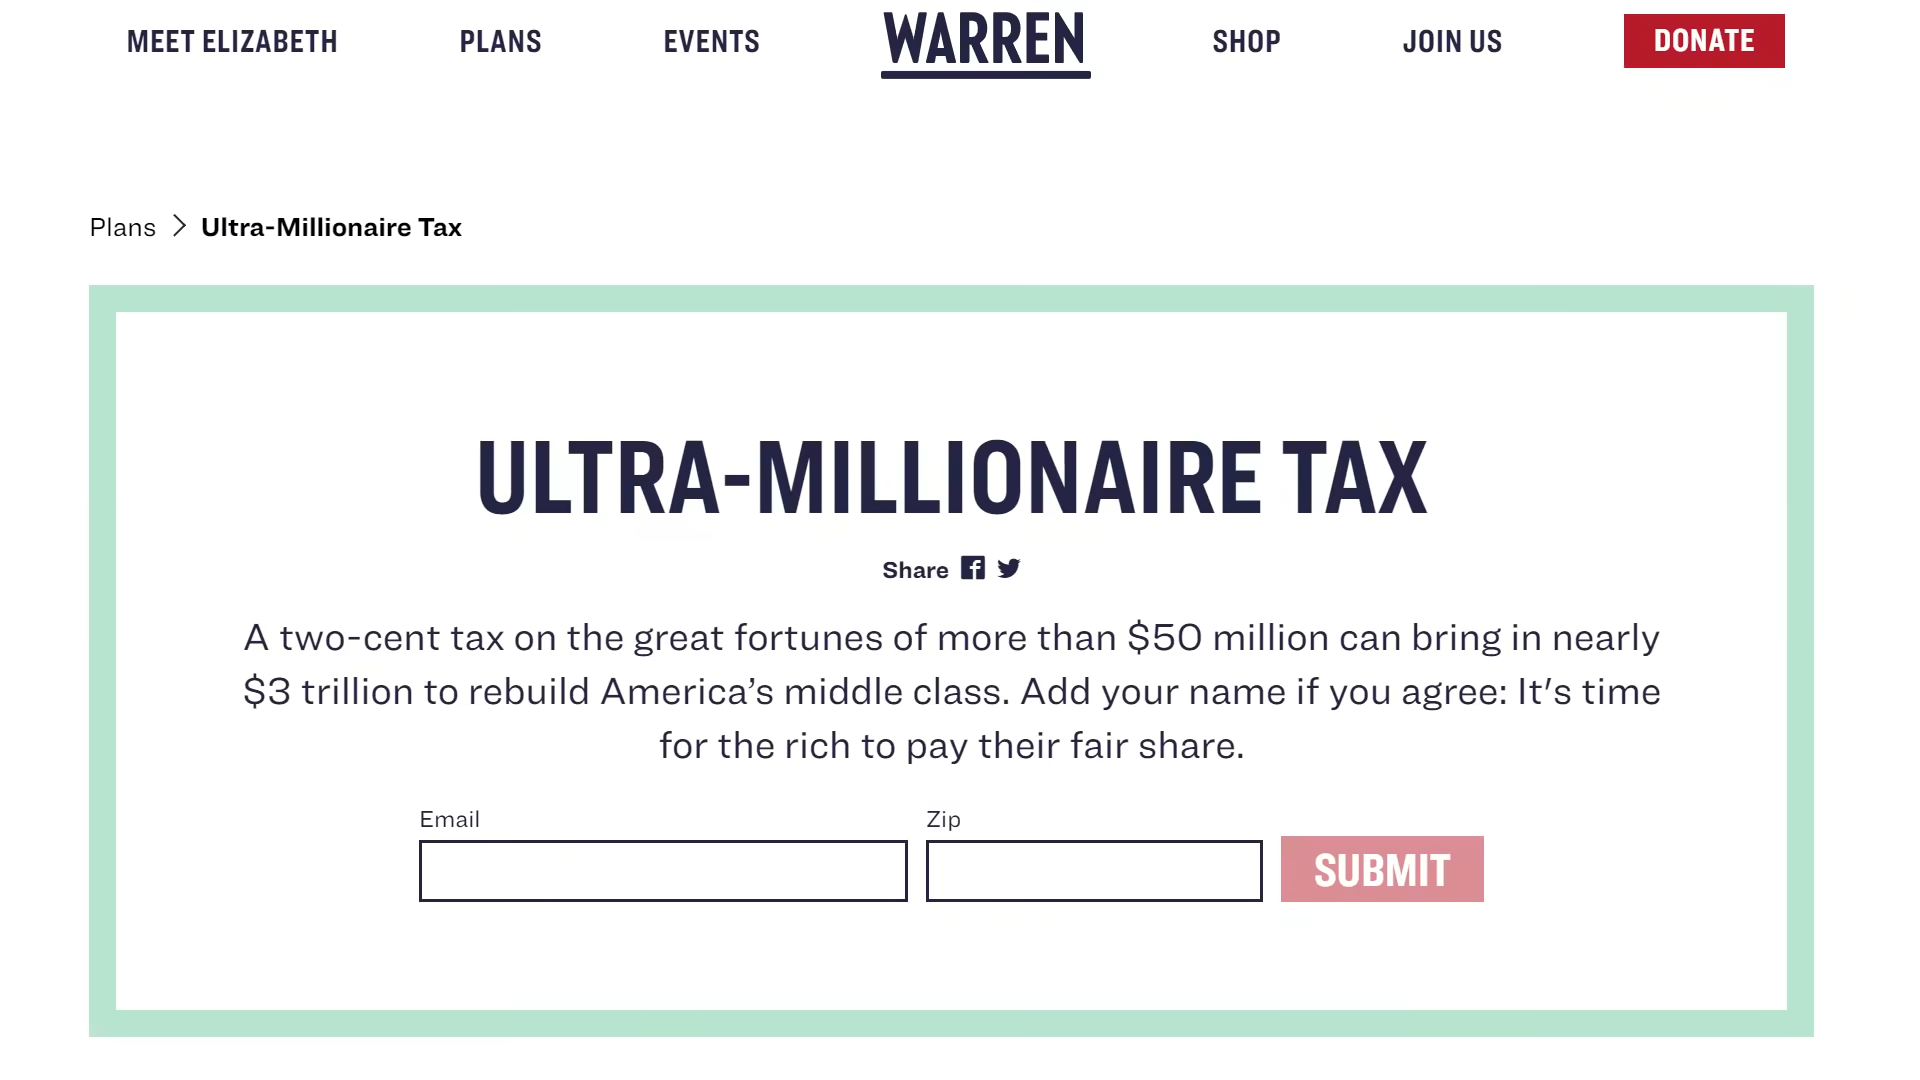 MEET ELIZABETH PLANS EVENTS WARREN SHOP JOIN US DONATE
Plans > Ultra-Millionaire Tax
ULTRA-MILLIONAIRE TAX
Share
A two-cent tax on the great fortunes of more than $50 million can bring in nearly
$3 trillion to rebuild America’s middle class. Add your name if you agree: It's time
for the rich to pay their fair share.
Email Zip
SUBMIT